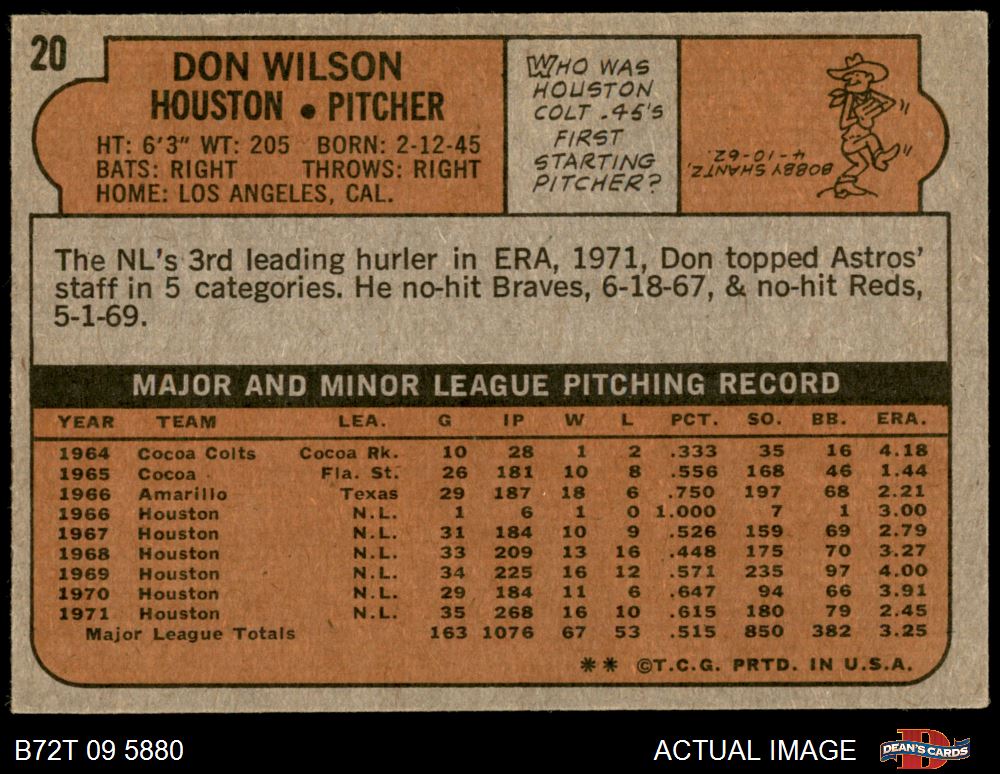 20
DON WILSON
HOUSTON • PITCHER
HT: 6'3" WT: 205 BORN: 2-12-45
BATS: RIGHT THROWS: RIGHT
HOME: LOS ANGELES, CAL.
WHO WAS
HOUSTON
COLT .45'S
FIRST
STARTING
PITCHER?
BOBBY SHANTZ,
4-10-62.
The NL's 3rd leading hurler in ERA, 1971, Don topped Astros'
staff in 5 categories. He no-hit Braves, 6-18-67, & no-hit Reds,
5-1-69.
MAJOR AND MINOR LEAGUE PITCHING RECORD
YEAR TEAM LEA. G IP W L PCT. SO. BB. ERA.
1964 Cocoa Colts Cocoa Rk. 10 28 1 2 .333 35 16 4.18
1965 Cocoa Fla. St. 26 181 10 8 .556 168 46 1.44
1966 Amarillo Texas 29 187 18 6 .750 197 68 2.21
1966 Houston N.L. 1 6 1 0 1.000 7 1 3.00
1967 Houston N.L. 31 184 10 9 .526 159 69 2.79
1968 Houston N.L. 33 209 13 16 .448 175 70 3.27
1969 Houston N.L. 34 225 16 12 .571 235 97 4.00
1970 Houston N.L. 29 184 11 6 .647 94 66 3.91
1971 Houston N.L. 35 268 16 10 .615 180 79 2.45
Major League Totals 163 1076 67 53 .515 850 382 3.25
** ©T.C.G. PRTD. IN U.S.A.
B72T 09 5880 ACTUAL IMAGE DEAN'S CARDS